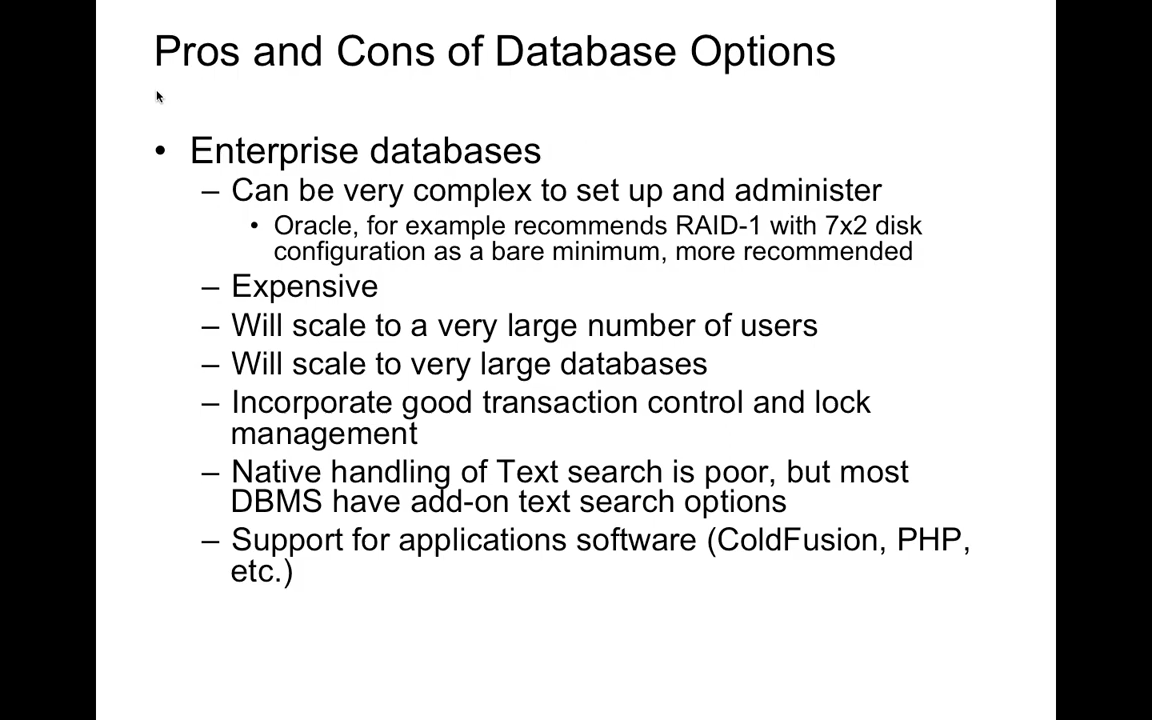 Pros and Cons of Database Options
• Enterprise databases
– Can be very complex to set up and administer
• Oracle, for example recommends RAID-1 with 7x2 disk
configuration as a bare minimum, more recommended
– Expensive
– Will scale to a very large number of users
– Will scale to very large databases
– Incorporate good transaction control and lock
management
– Native handling of Text search is poor, but most
DBMS have add-on text search options
– Support for applications software (ColdFusion, PHP,
etc.)